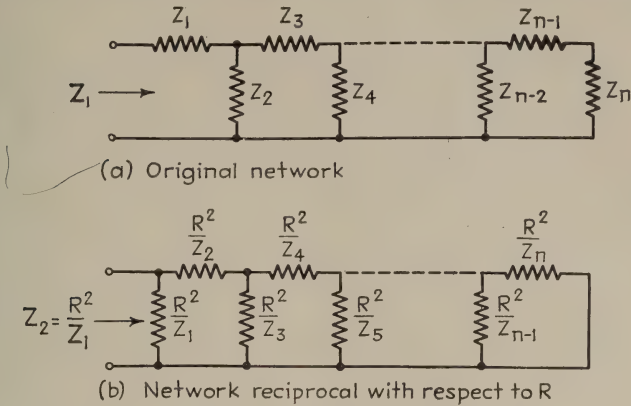 Z₁ Z₃ Zₙ₋₁
Z₁ → Z₂ Z₄ Zₙ₋₂ Zₙ
(a) Original network
R²/Z₂ R²/Z₄ R²/Zₙ
Z₂ = R²/Z₁ → R²/Z₁ R²/Z₃ R²/Z₅ R²/Zₙ₋₁
(b) Network reciprocal with respect to R